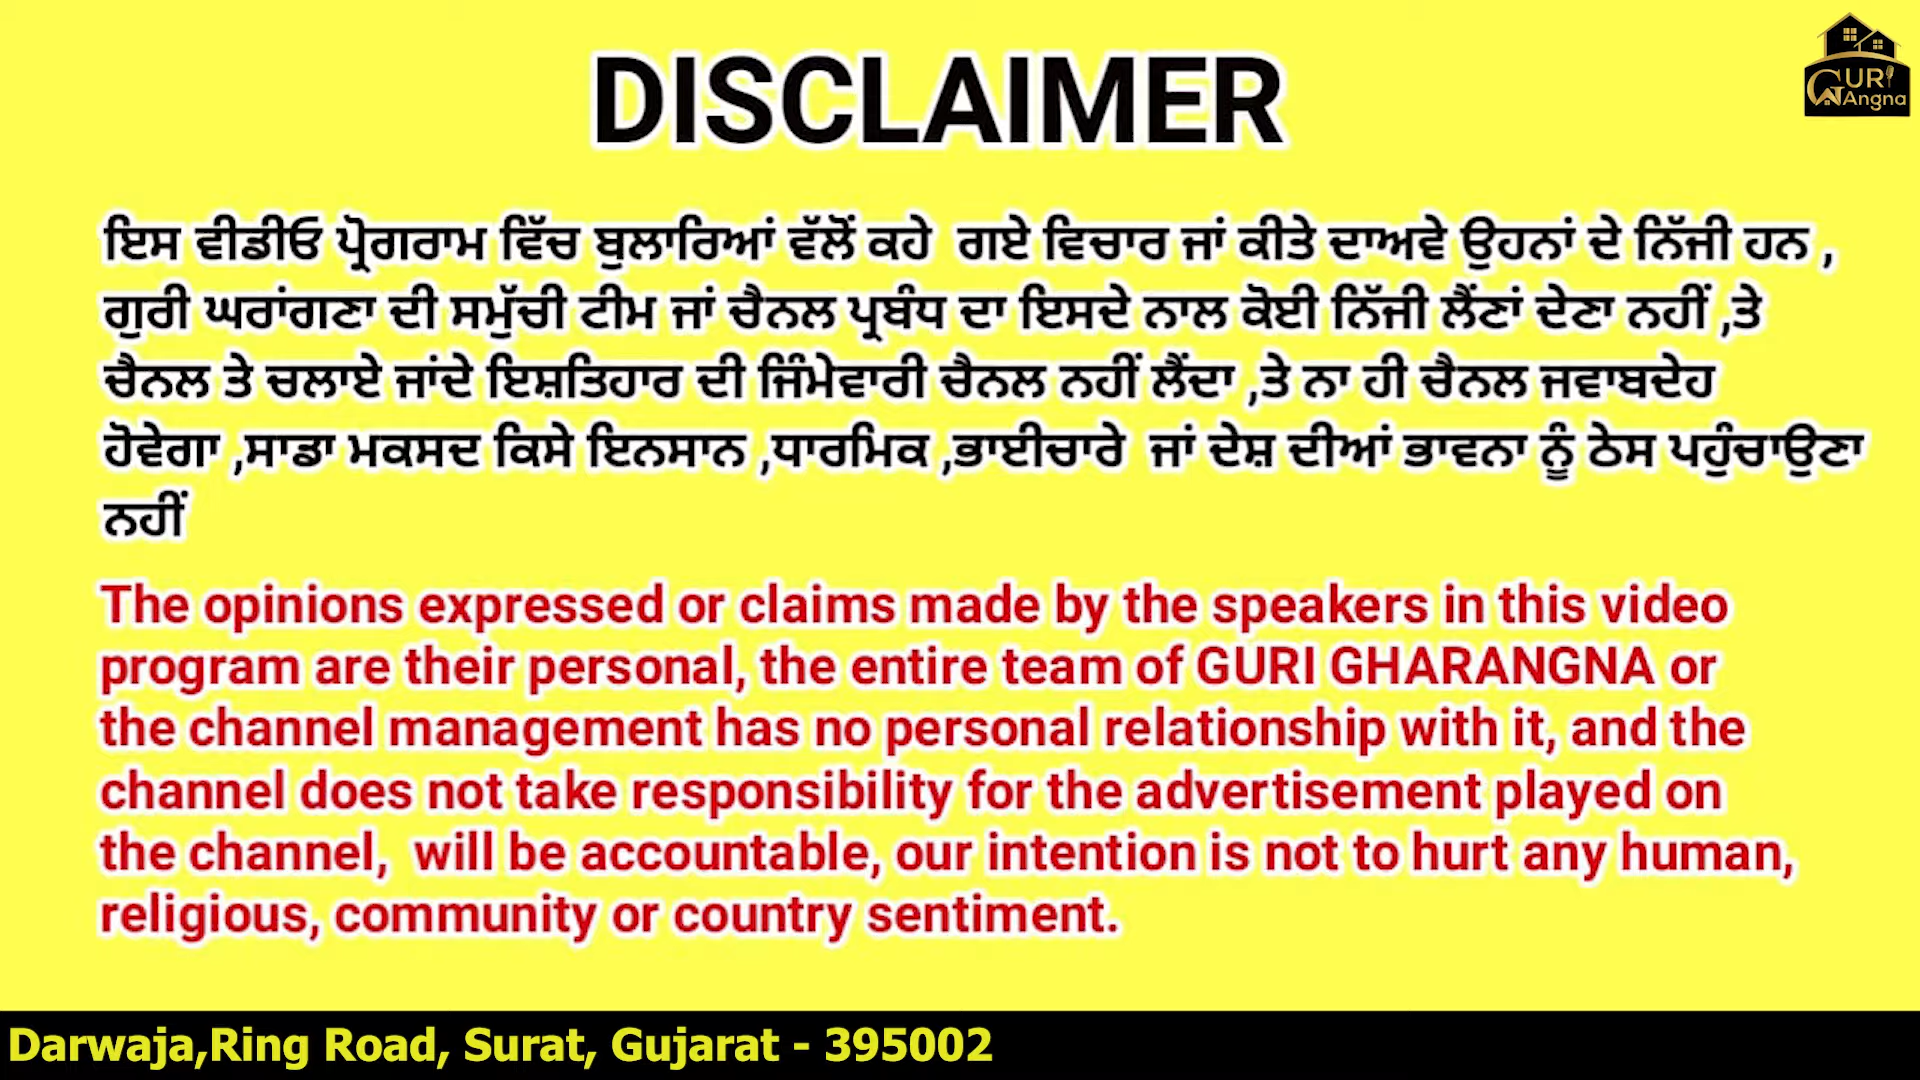 GURI
Angna
DISCLAIMER
ਇਸ ਵੀਡੀਓ ਪ੍ਰੋਗਰਾਮ ਵਿੱਚ ਬੁਲਾਰਿਆਂ ਵੱਲੋਂ ਕਹੇ ਗਏ ਵਿਚਾਰ ਜਾਂ ਕੀਤੇ ਦਾਅਵੇ ਉਹਨਾਂ ਦੇ ਨਿੱਜੀ ਹਨ ,
ਗੁਰੀ ਘਰਾਂਗਣਾ ਦੀ ਸਮੁੱਚੀ ਟੀਮ ਜਾਂ ਚੈਨਲ ਪ੍ਰਬੰਧ ਦਾ ਇਸਦੇ ਨਾਲ ਕੋਈ ਨਿੱਜੀ ਲੈਂਣਾਂ ਦੇਣਾ ਨਹੀਂ ,ਤੇ
ਚੈਨਲ ਤੇ ਚਲਾਏ ਜਾਂਦੇ ਇਸ਼ਤਿਹਾਰ ਦੀ ਜਿੰਮੇਵਾਰੀ ਚੈਨਲ ਨਹੀਂ ਲੈਂਦਾ ,ਤੇ ਨਾ ਹੀ ਚੈਨਲ ਜਵਾਬਦੇਹ
ਹੋਵੇਗਾ ,ਸਾਡਾ ਮਕਸਦ ਕਿਸੇ ਇਨਸਾਨ ,ਧਾਰਮਿਕ ,ਭਾਈਚਾਰੇ ਜਾਂ ਦੇਸ਼ ਦੀਆਂ ਭਾਵਨਾ ਨੂੰ ਠੇਸ ਪਹੁੰਚਾਉਣਾ
ਨਹੀਂ
The opinions expressed or claims made by the speakers in this video
program are their personal, the entire team of GURI GHARANGNA or
the channel management has no personal relationship with it, and the
channel does not take responsibility for the advertisement played on
the channel, will be accountable, our intention is not to hurt any human,
religious, community or country sentiment.
Darwaja,Ring Road, Surat, Gujarat - 395002